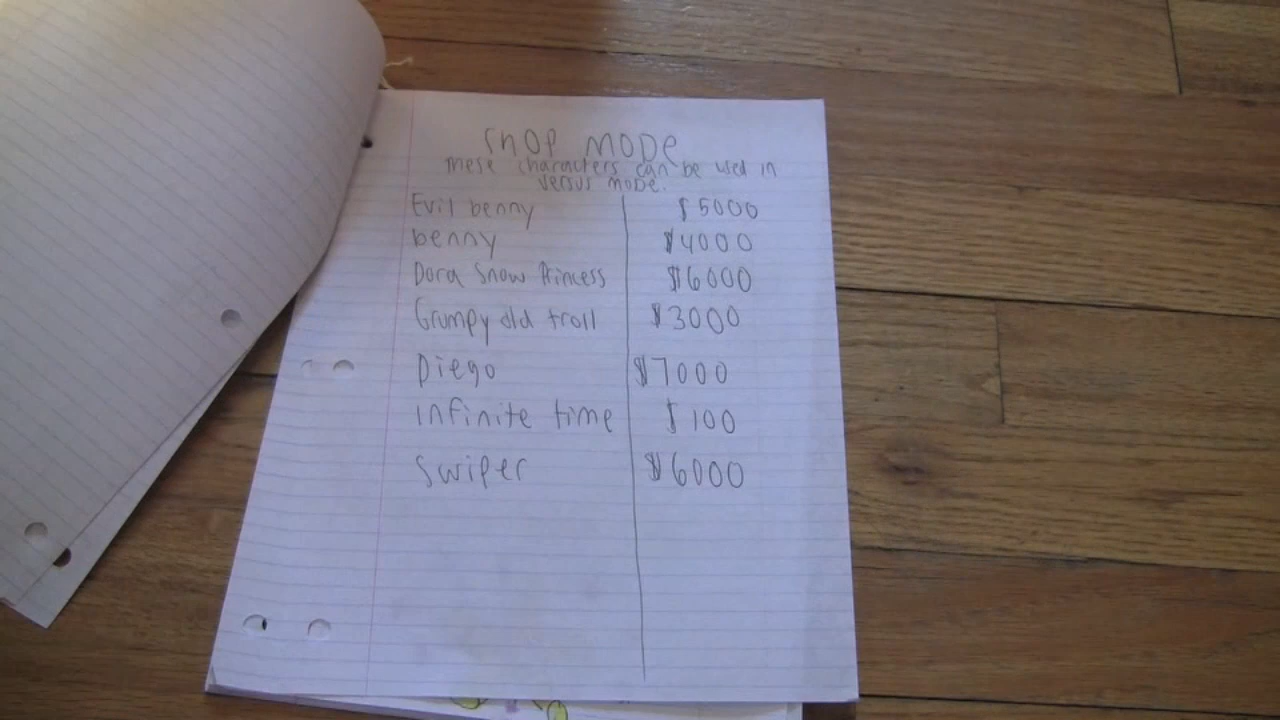 SHOP MODE
These characters can be used in
versus mode.
Evil benny $5000
benny $4000
Dora Snow Princess $6000
Grumpy old troll $3000
Diego $7000
infinite time $100
Swiper $6000